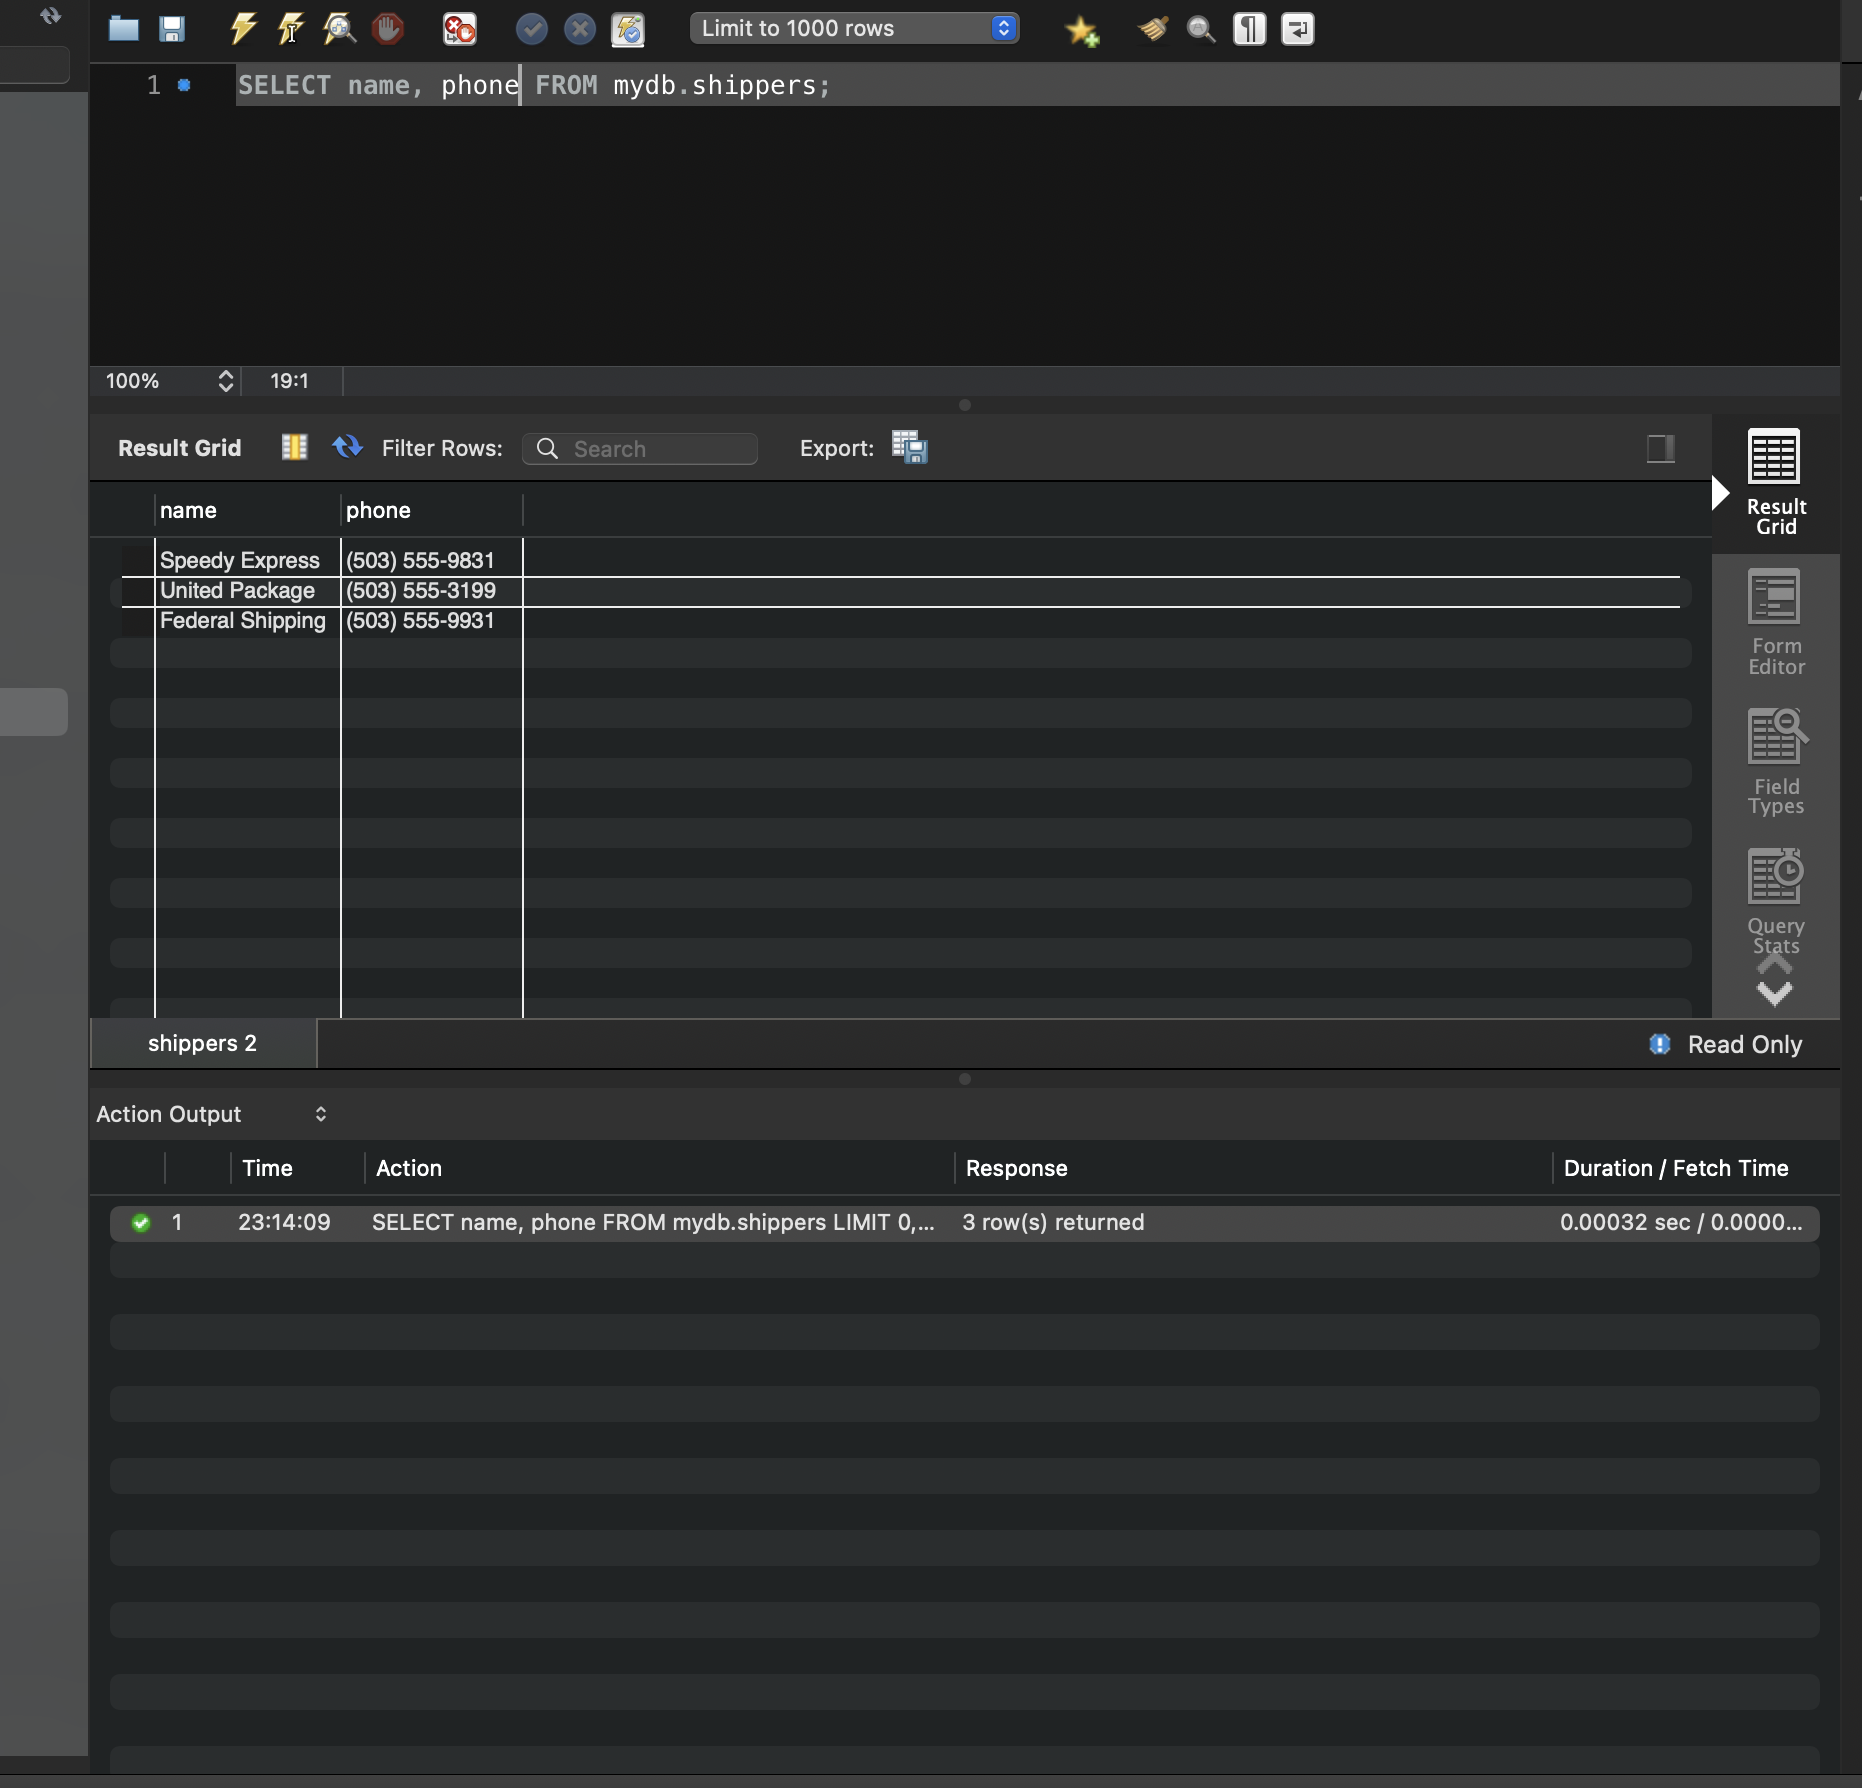 Limit to 1000 rows
1 SELECT name, phone FROM mydb.shippers;
100% 19:1
Result Grid Filter Rows: Search Export:
name phone
Speedy Express (503) 555-9831
United Package (503) 555-3199
Federal Shipping (503) 555-9931
Result
Grid
Form
Editor
Field
Types
Query
Stats
shippers 2 Read Only
Action Output
Time Action Response Duration / Fetch Time
1 23:14:09 SELECT name, phone FROM mydb.shippers LIMIT 0,... 3 row(s) returned 0.00032 sec / 0.0000...